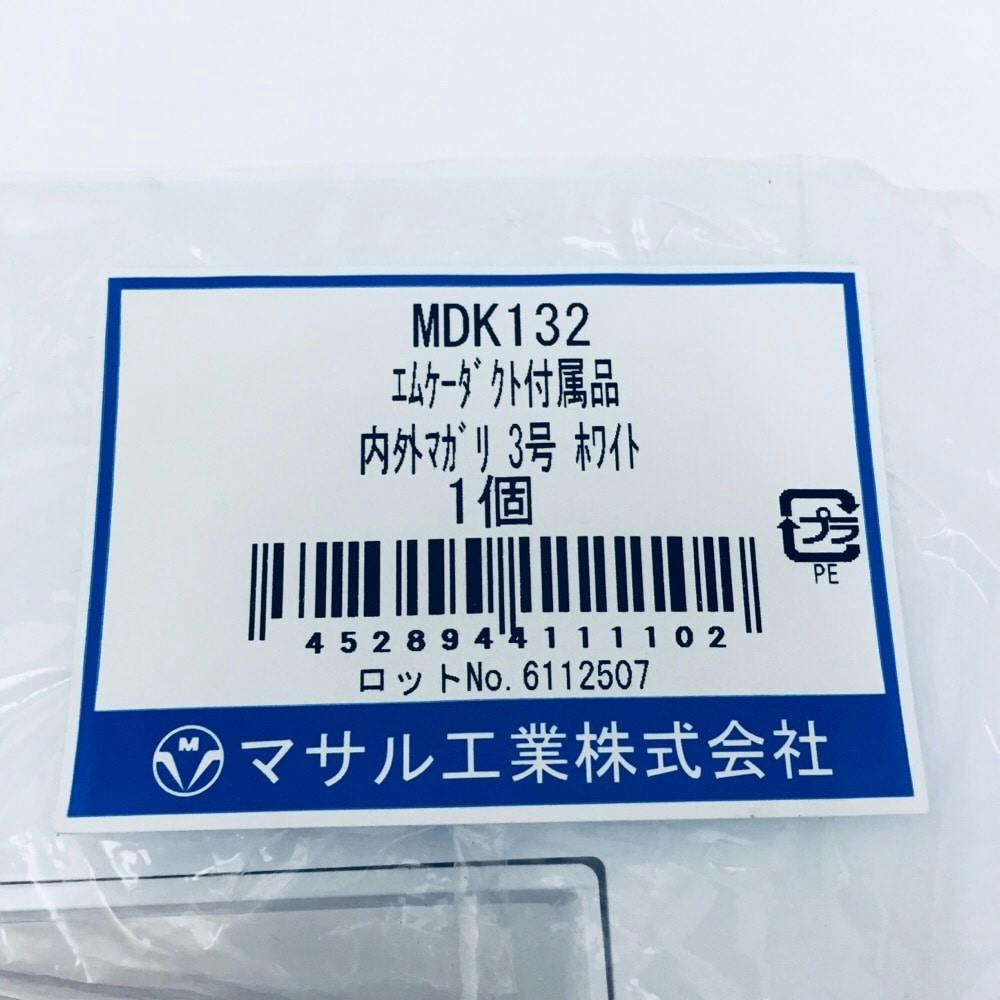 MDK132
ｴﾑｹｰﾀﾞｸﾄ付属品
内外ﾏｶﾞﾘ 3号 ﾎﾜｲﾄ
1個
プラ
PE
4528944111102
ロットNo.6112507
M
マサル工業株式会社